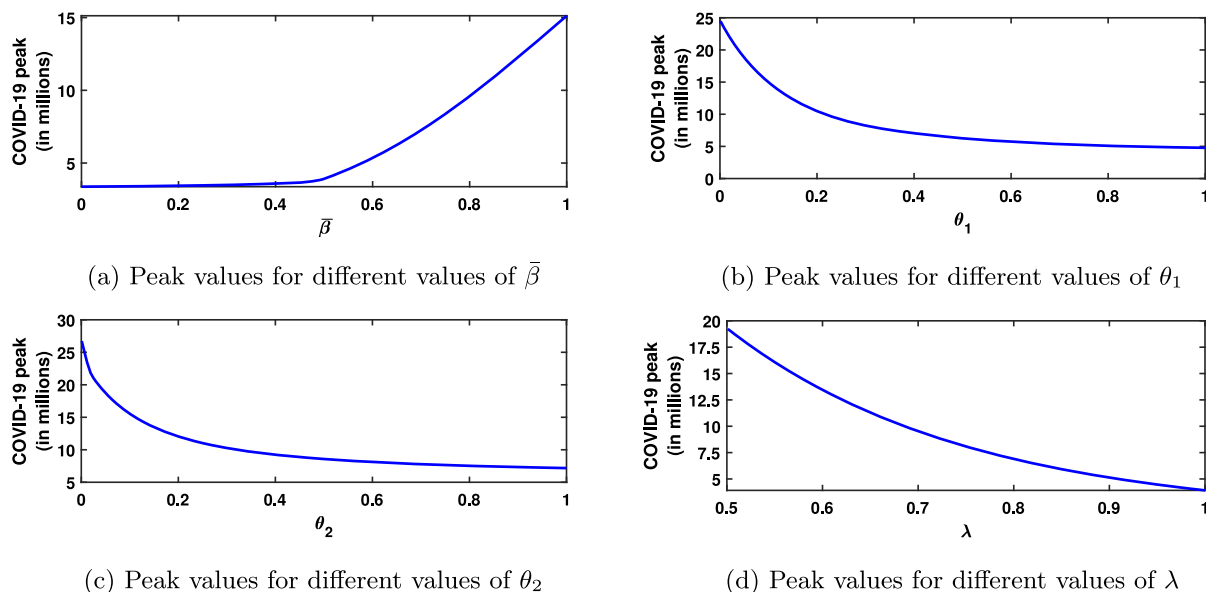 COVID-19 peak
(in millions)
15
10
5
0
0.2
0.4
0.6
0.8
1
β̅
(a) Peak values for different values of β̅
COVID-19 peak
(in millions)
25
20
15
10
5
0
0
0.2
0.4
0.6
0.8
1
θ₁
(b) Peak values for different values of θ₁
COVID-19 peak
(in millions)
30
25
20
15
10
5
0
0.2
0.4
0.6
0.8
1
θ₂
(c) Peak values for different values of θ₂
COVID-19 peak
(in millions)
20
17.5
15
12.5
10
7.5
5
0.5
0.6
0.7
0.8
0.9
1
λ
(d) Peak values for different values of λ